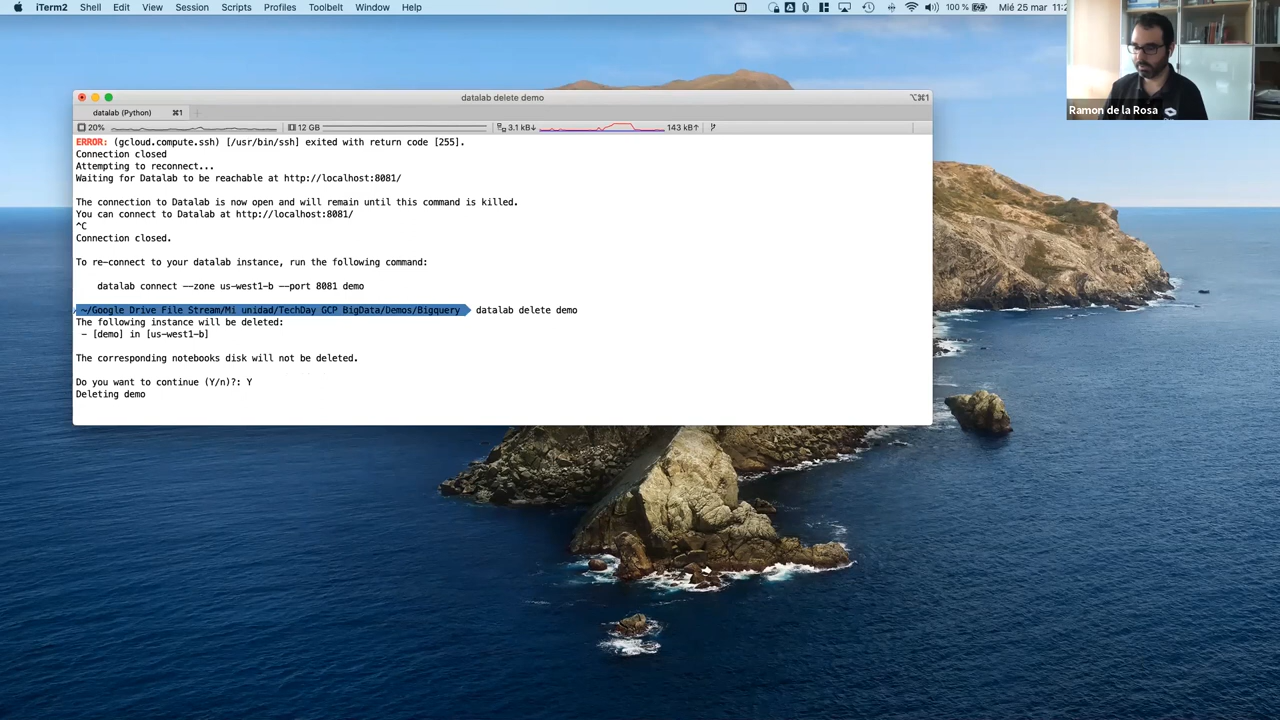 iTerm2 Shell Edit View Session Scripts Profiles Toolbelt Window Help 100 % Mié 25 mar 11:2
datalab delete demo ⌥⌘1
datalab (Python) ⌘1
20% 12 GB 3.1 kB↓ 143 kB↑
ERROR: (gcloud.compute.ssh) [/usr/bin/ssh] exited with return code [255].
Connection closed
Attempting to reconnect...
Waiting for Datalab to be reachable at http://localhost:8081/
The connection to Datalab is now open and will remain until this command is killed.
You can connect to Datalab at http://localhost:8081/
^C
Connection closed.
To re-connect to your datalab instance, run the following command:
datalab connect --zone us-west1-b --port 8081 demo
~/Google Drive File Stream/Mi unidad/TechDay GCP BigData/Demos/Bigquery datalab delete demo
The following instance will be deleted:
- [demo] in [us-west1-b]
The corresponding notebooks disk will not be deleted.
Do you want to continue (Y/n)?: Y
Deleting demo
Ramon de la Rosa